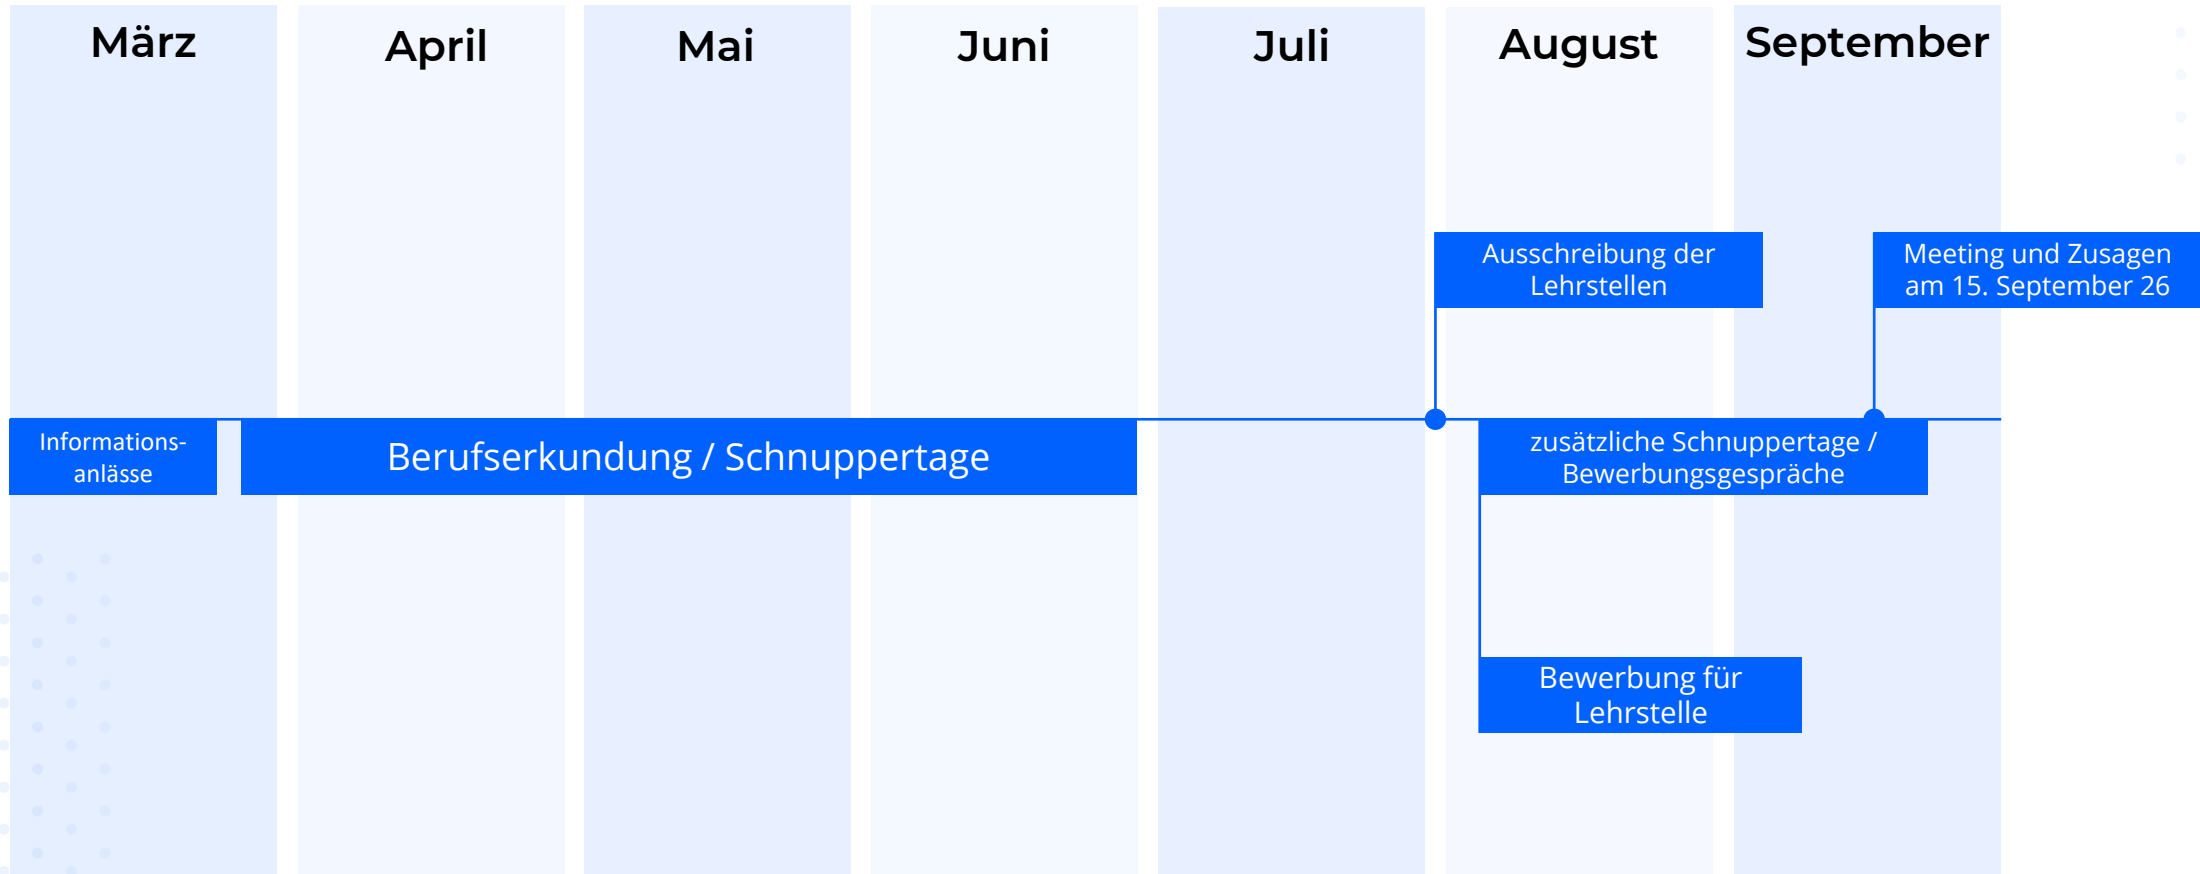 März
April
Mai
Juni
Juli
August
September
Ausschreibung der
Lehrstellen
Meeting und Zusagen
am 15. September 26
Informations-
anlässe
Berufserkundung / Schnuppertage
zusätzliche Schnuppertage /
Bewerbungsgespräche
Bewerbung für
Lehrstelle